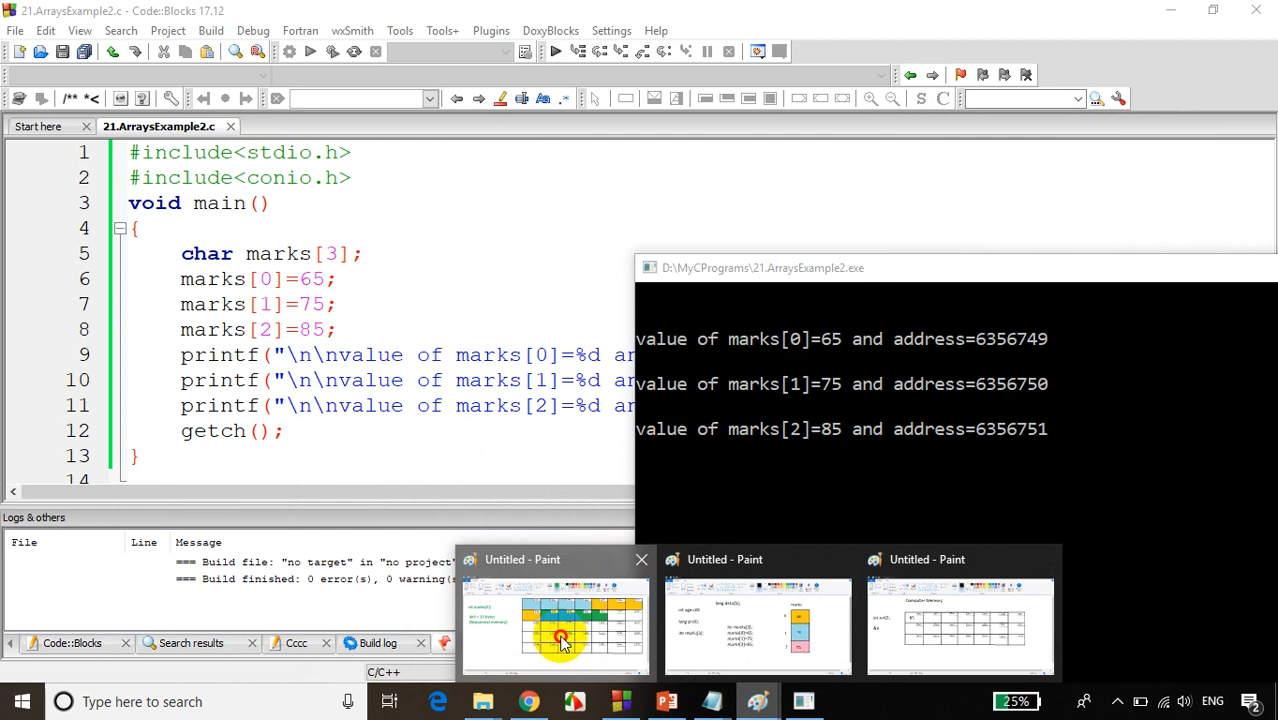 21.ArraysExample2.c - Code::Blocks 17.12
File Edit View Search Project Build Debug Fortran wxSmith Tools Tools+ Plugins DoxyBlocks Settings Help
/** *<
S C
Start here
21.ArraysExample2.c
1 #include<stdio.h>
2 #include<conio.h>
3 void main()
4 {
5 char marks[3];
6 marks[0]=65;
7 marks[1]=75;
8 marks[2]=85;
9 printf("\n\nvalue of marks[0]=%d an
10 printf("\n\nvalue of marks[1]=%d an
11 printf("\n\nvalue of marks[2]=%d an
12 getch();
13 }
14
D:\MyCPrograms\21.ArraysExample2.exe
value of marks[0]=65 and address=6356749
value of marks[1]=75 and address=6356750
value of marks[2]=85 and address=6356751
Logs & others
Code::Blocks Search results Cccc Build log
File Line Message
=== Build file: "no target" in "no project"
=== Build finished: 0 error(s), 0 warning(s
C/C++
Untitled - Paint
Untitled - Paint
Untitled - Paint
Computer Memory
Type here to search
25%
ENG
2